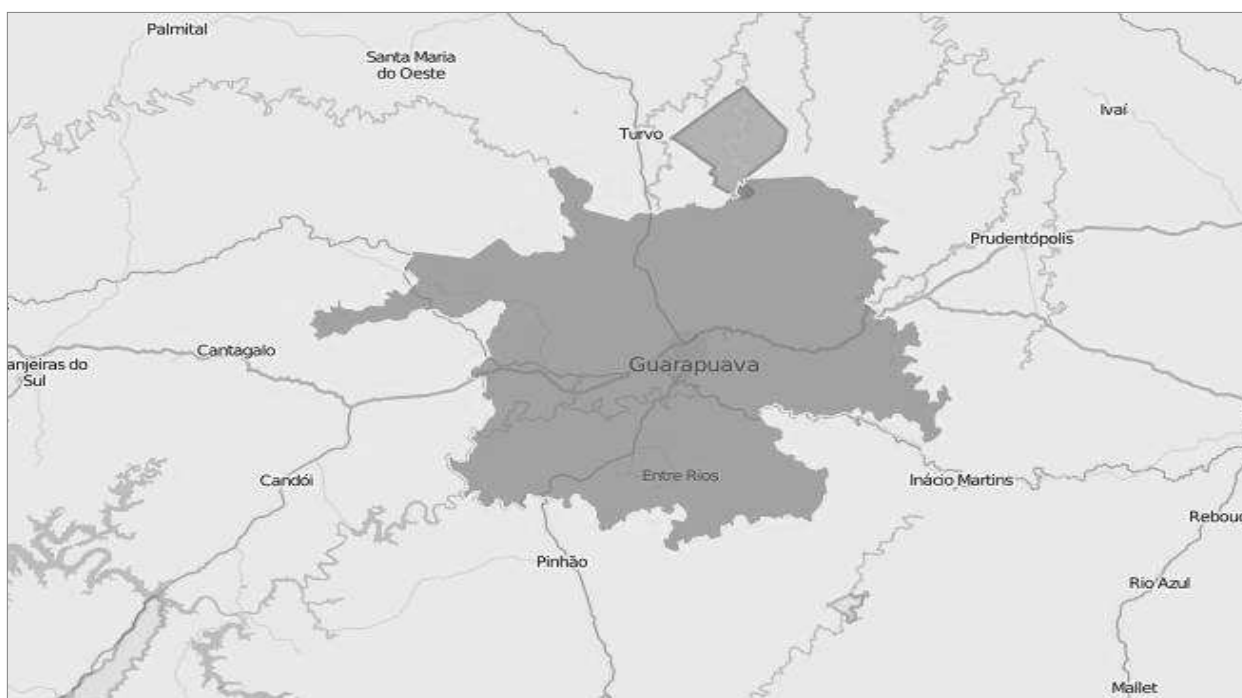 Palmital
Santa Maria
do Oeste
Ivaí
Turvo
Prudentópolis
Cantagalo
Guarapuava
anjeiras do
Sul
Entre Rios
Candói
Inácio Martins
Rebouç
Pinhão
Rio Azul
Mallet